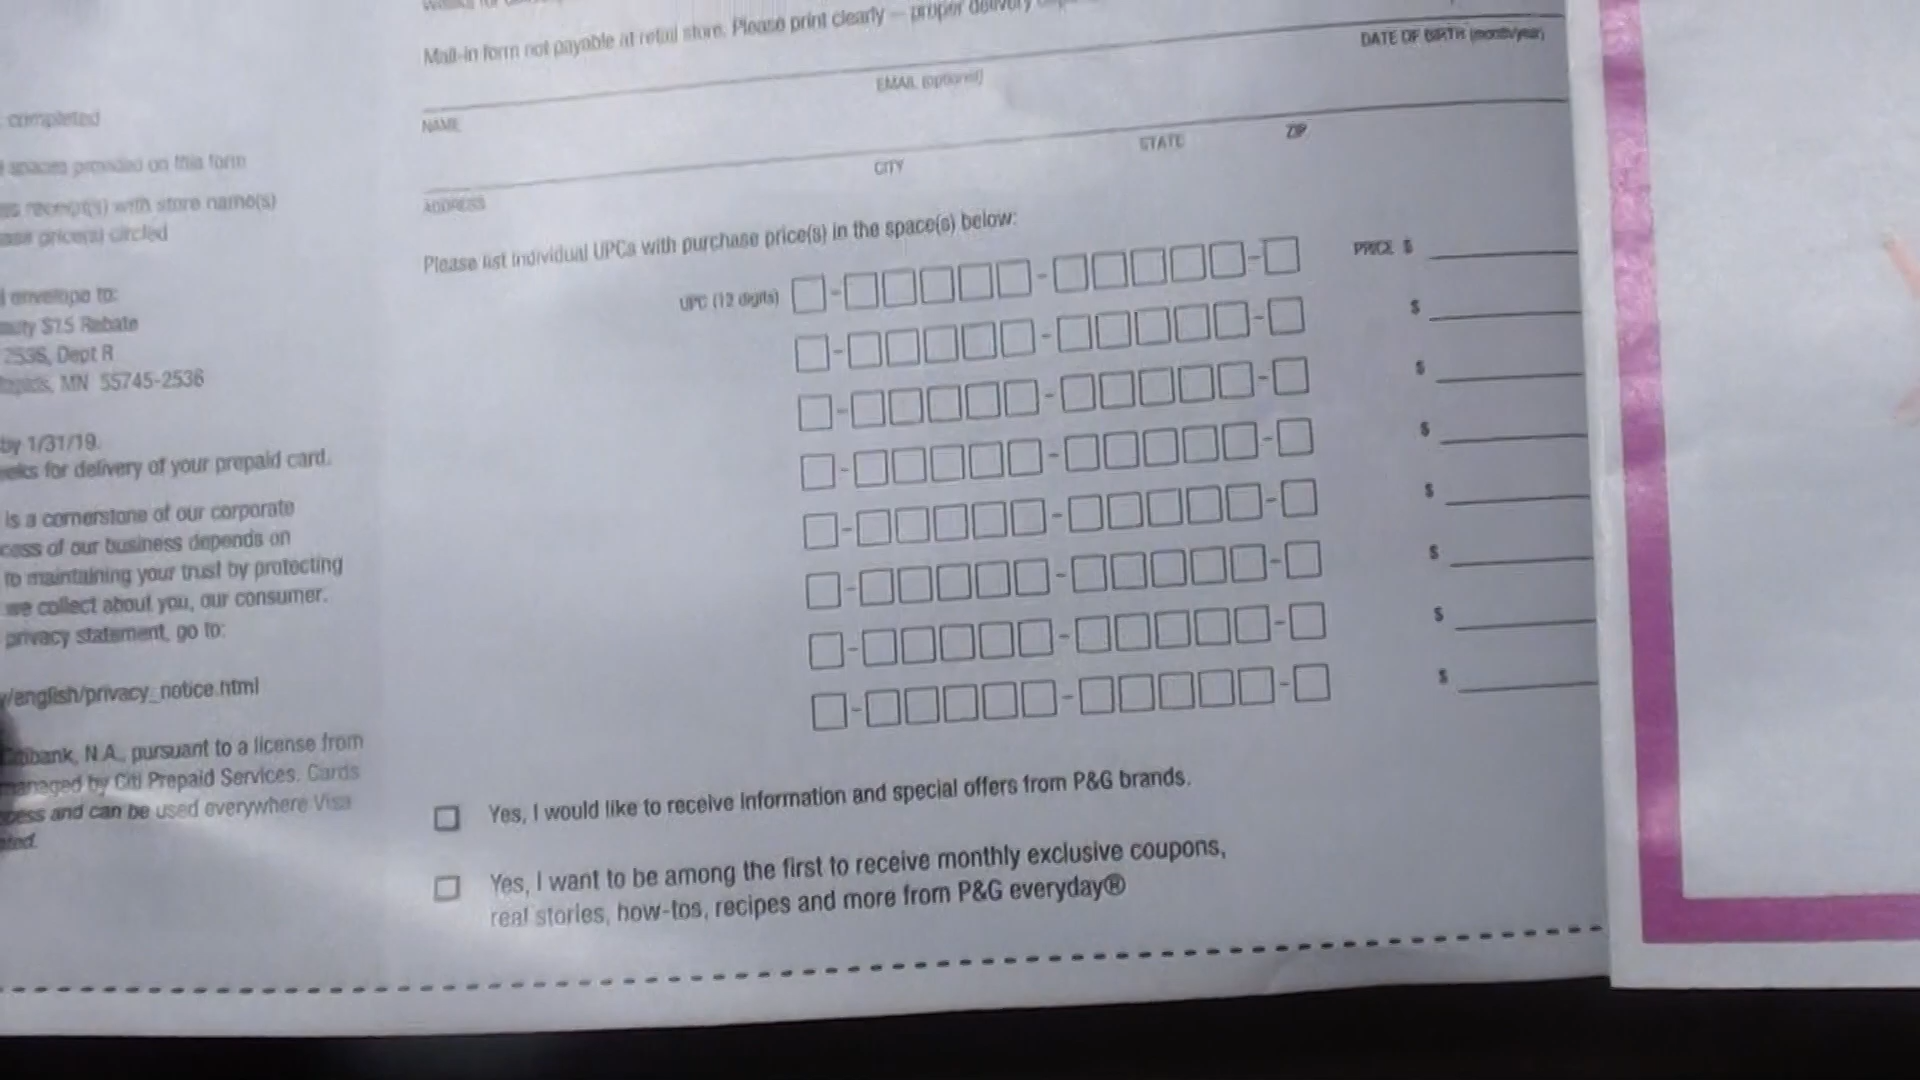 completed
spaces provided on this form
receipt(s) with store name(s)
price(s) circled
envelope to:
$15 Rebate
2536, Dept R
MN 55745-2536
by 1/31/19.
for delivery of your prepaid card.
is a cornerstone of our corporate
of our business depends on
to maintaining your trust by protecting
we collect about you, our consumer.
privacy statement, go to:
/english/privacy_notice.html
N.A., pursuant to a license from
managed by Citi Prepaid Services. Cards
and can be used everywhere Visa
Mail-in form not payable at retail store. Please print clearly — proper delivery
NAME EMAIL (optional) DATE OF BIRTH (month/year)
ADDRESS CITY STATE ZIP
Please list individual UPCs with purchase price(s) in the space(s) below:
UPC (12 digits) PRICE $
$
$
$
$
$
$
$
Yes, I would like to receive information and special offers from P&G brands.
Yes, I want to be among the first to receive monthly exclusive coupons,
real stories, how-tos, recipes and more from P&G everyday®